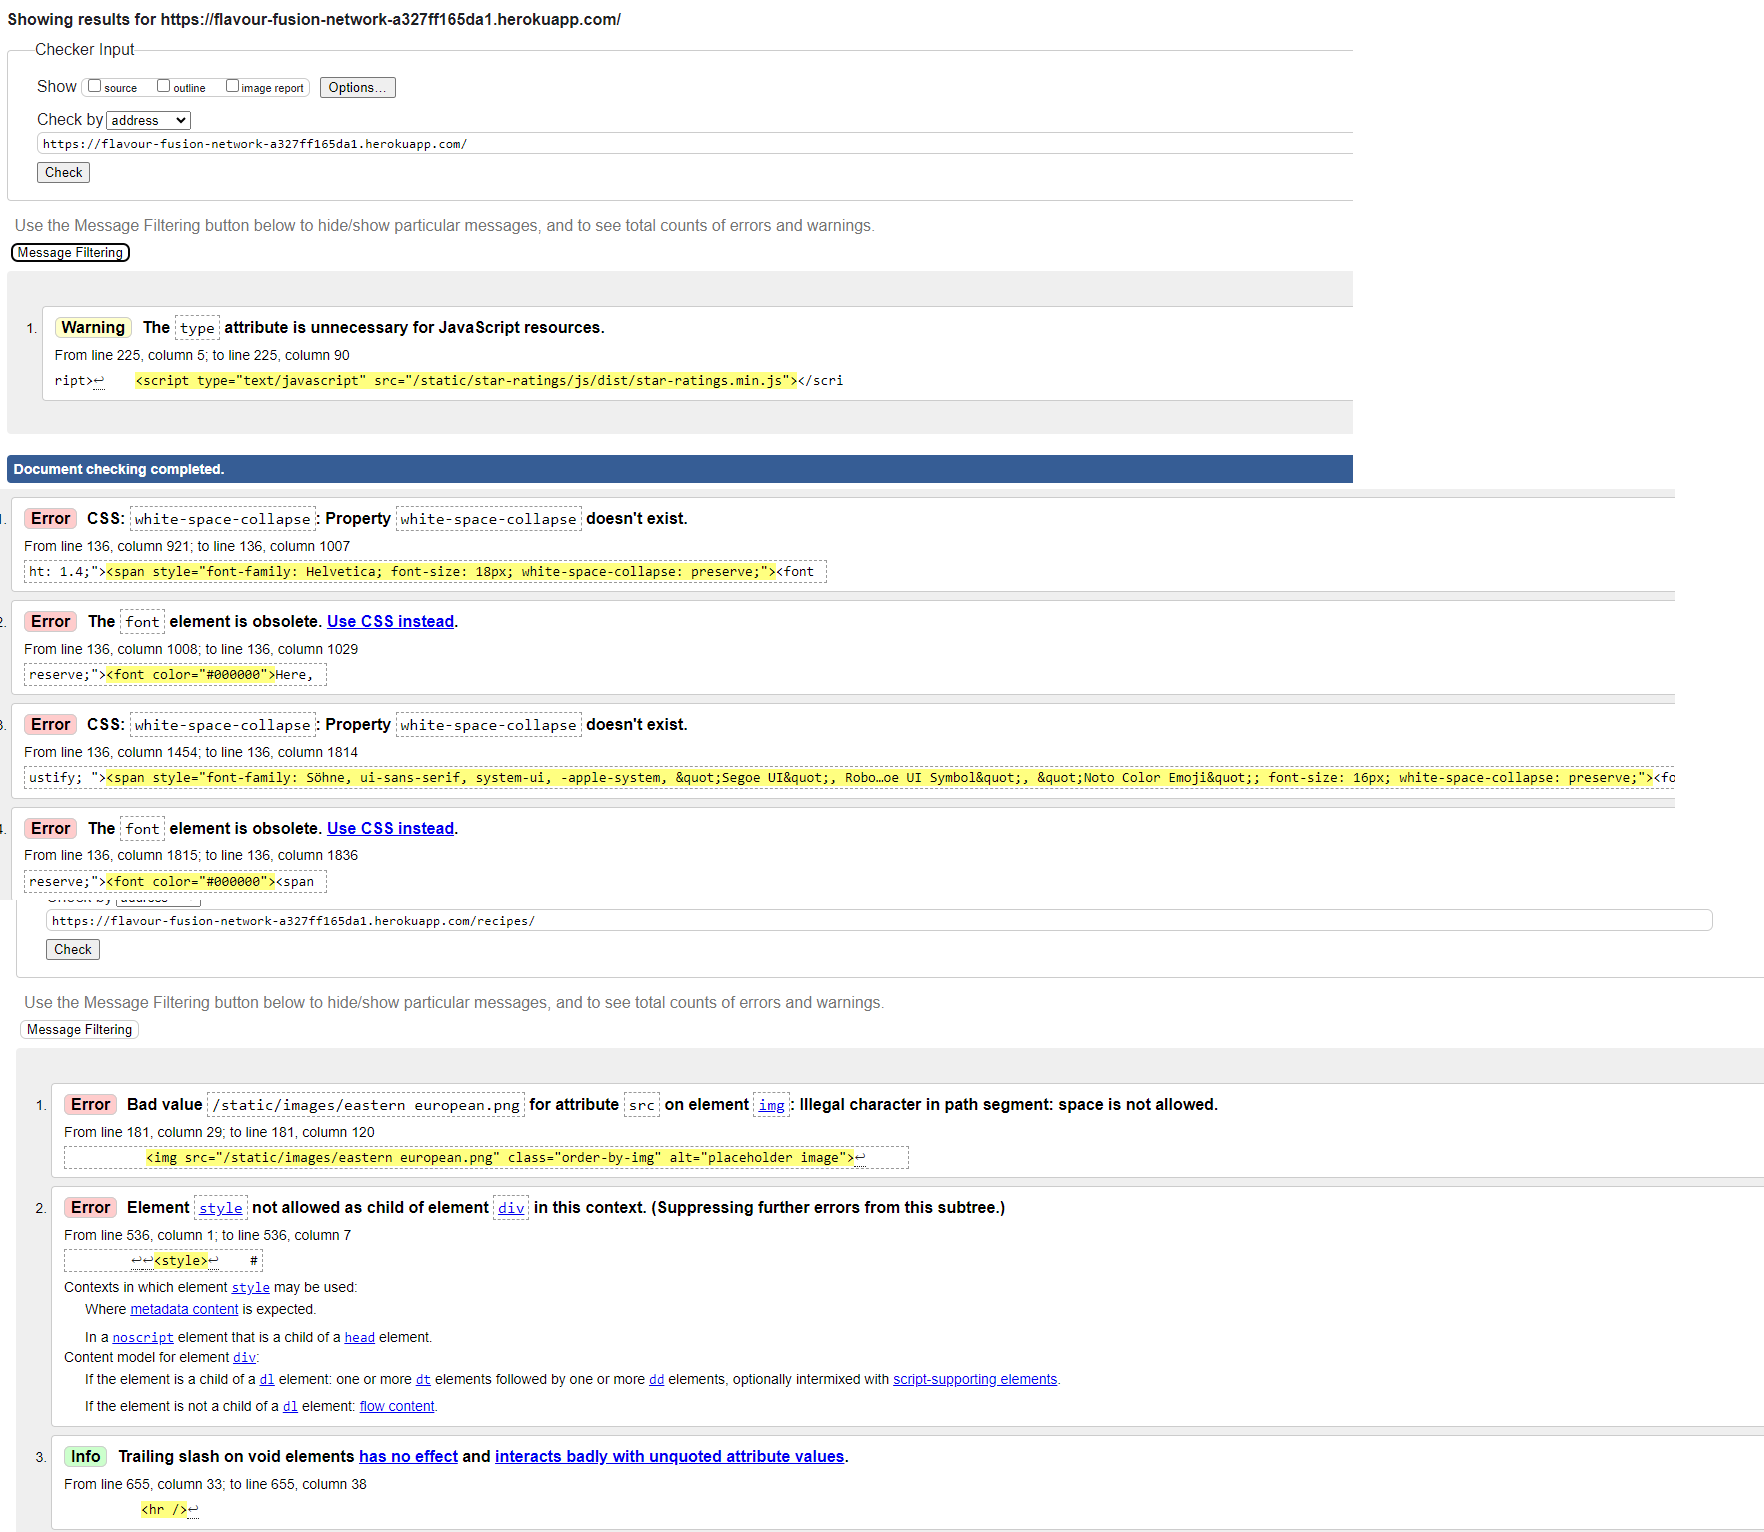 Showing results for https://flavour-fusion-network-a327ff165da1.herokuapp.com/
Checker Input
Show source outline image report Options...
Check by address
https://flavour-fusion-network-a327ff165da1.herokuapp.com/
Check
Use the Message Filtering button below to hide/show particular messages, and to see total counts of errors and warnings.
Message Filtering
1. Warning The type attribute is unnecessary for JavaScript resources.
From line 225, column 5; to line 225, column 90
ript>↩ <script type="text/javascript" src="/static/star-ratings/js/dist/star-ratings.min.js"></scri
Document checking completed.
Error CSS: white-space-collapse: Property white-space-collapse doesn't exist.
From line 136, column 921; to line 136, column 1007
ht: 1.4;"><span style="font-family: Helvetica; font-size: 18px; white-space-collapse: preserve;"><font
2. Error The font element is obsolete. Use CSS instead.
From line 136, column 1008; to line 136, column 1029
reserve;"><font color="#000000">Here,
3. Error CSS: white-space-collapse: Property white-space-collapse doesn't exist.
From line 136, column 1454; to line 136, column 1814
ustify; "><span style="font-family: Söhne, ui-sans-serif, system-ui, -apple-system, &quot;Segoe UI&quot;, Robo…oe UI Symbol&quot;, &quot;Noto Color Emoji&quot;; font-size: 16px; white-space-collapse: preserve;"><fo
4. Error The font element is obsolete. Use CSS instead.
From line 136, column 1815; to line 136, column 1836
reserve;"><font color="#000000"><span
Check by address
https://flavour-fusion-network-a327ff165da1.herokuapp.com/recipes/
Check
Use the Message Filtering button below to hide/show particular messages, and to see total counts of errors and warnings.
Message Filtering
1. Error Bad value /static/images/eastern european.png for attribute src on element img: Illegal character in path segment: space is not allowed.
From line 181, column 29; to line 181, column 120
<img src="/static/images/eastern european.png" class="order-by-img" alt="placeholder image">↩
2. Error Element style not allowed as child of element div in this context. (Suppressing further errors from this subtree.)
From line 536, column 1; to line 536, column 7
↩↩<style>↩ #
Contexts in which element style may be used:
Where metadata content is expected.
In a noscript element that is a child of a head element.
Content model for element div:
If the element is a child of a dl element: one or more dt elements followed by one or more dd elements, optionally intermixed with script-supporting elements.
If the element is not a child of a dl element: flow content.
3. Info Trailing slash on void elements has no effect and interacts badly with unquoted attribute values.
From line 655, column 33; to line 655, column 38
<hr />↩